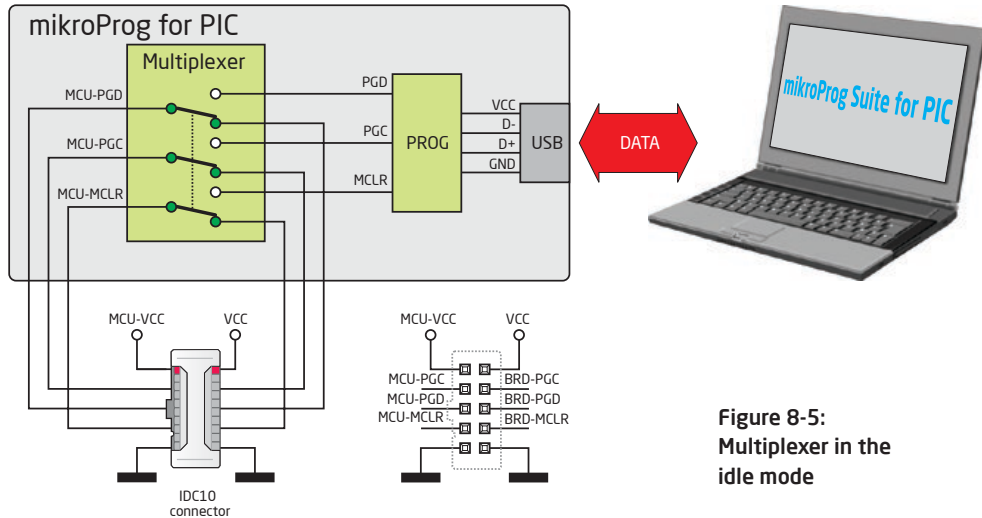 mikroProg for PIC
Multiplexer
MCU-PGD
MCU-PGC
MCU-MCLR
PGD
PGC
MCLR
PROG
VCC
D-
D+
GND
USB
DATA
mikroProg Suite for PIC
MCU-VCC
VCC
IDC10
connector
MCU-VCC
VCC
MCU-PGC
BRD-PGC
MCU-PGD
BRD-PGD
MCU-MCLR
BRD-MCLR
Figure 8-5:
Multiplexer in the
idle mode